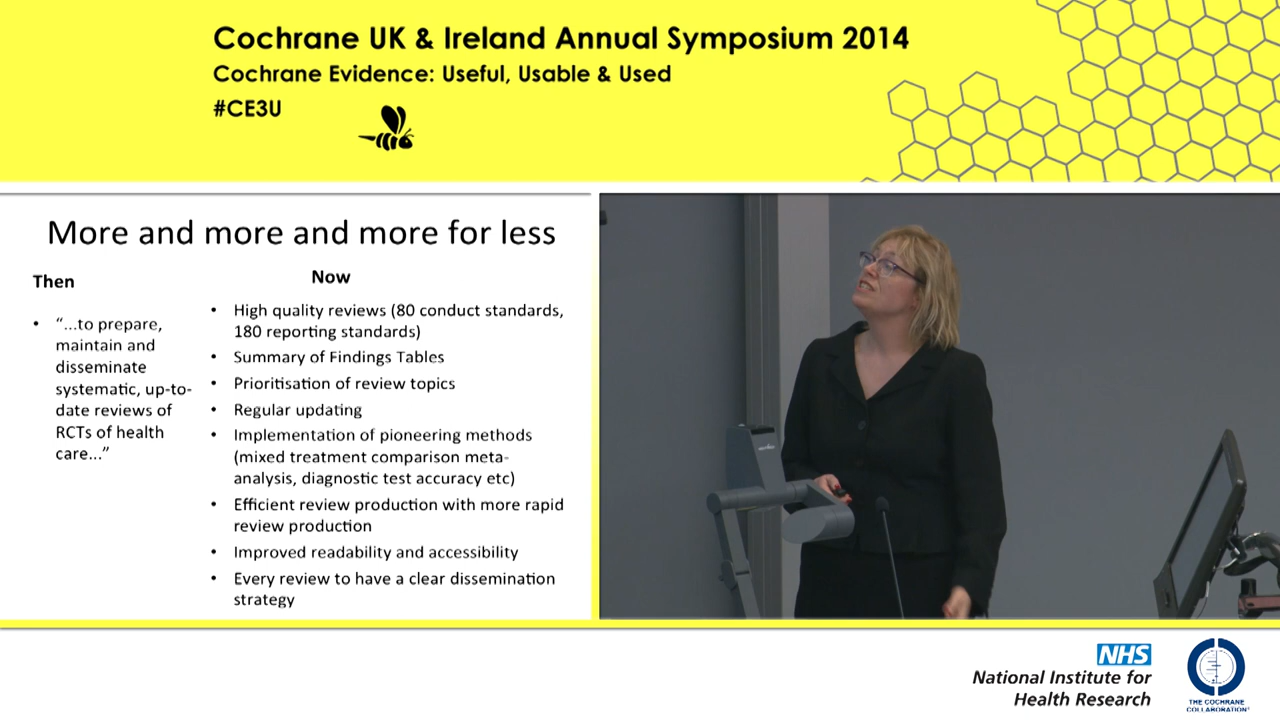 Cochrane UK & Ireland Annual Symposium 2014
Cochrane Evidence: Useful, Usable & Used
#CE3U
More and more and more for less
Then
• “...to prepare,
maintain and
disseminate
systematic, up-to-
date reviews of
RCTs of health
care...”
Now
• High quality reviews (80 conduct standards,
180 reporting standards)
• Summary of Findings Tables
• Prioritisation of review topics
• Regular updating
• Implementation of pioneering methods
(mixed treatment comparison meta-
analysis, diagnostic test accuracy etc)
• Efficient review production with more rapid
review production
• Improved readability and accessibility
• Every review to have a clear dissemination
strategy
NHS
National Institute for
Health Research
THE COCHRANE
COLLABORATION®